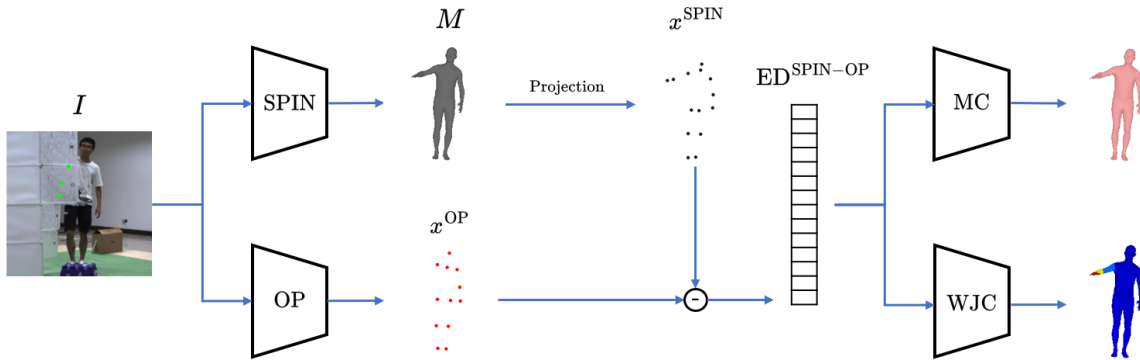 I
SPIN
M
Projection
x^SPIN
ED^SPIN−OP
MC
OP
x^OP
-
WJC